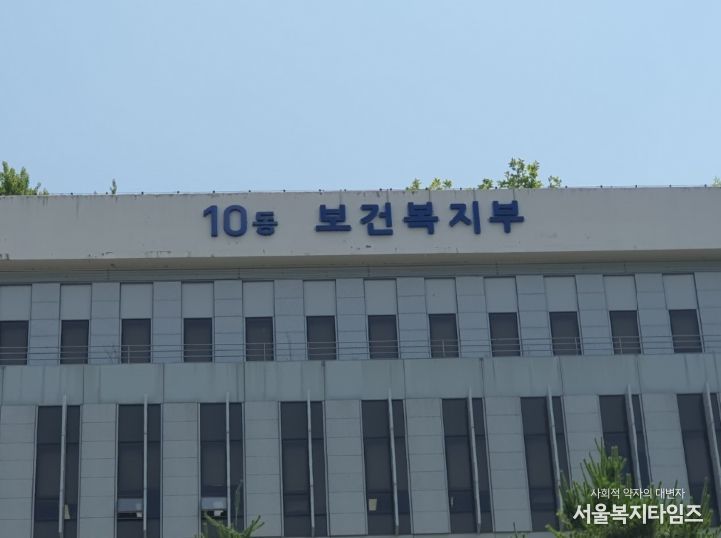 10동 보건복지부
사회적 약자의 대변자
서울복지타임즈